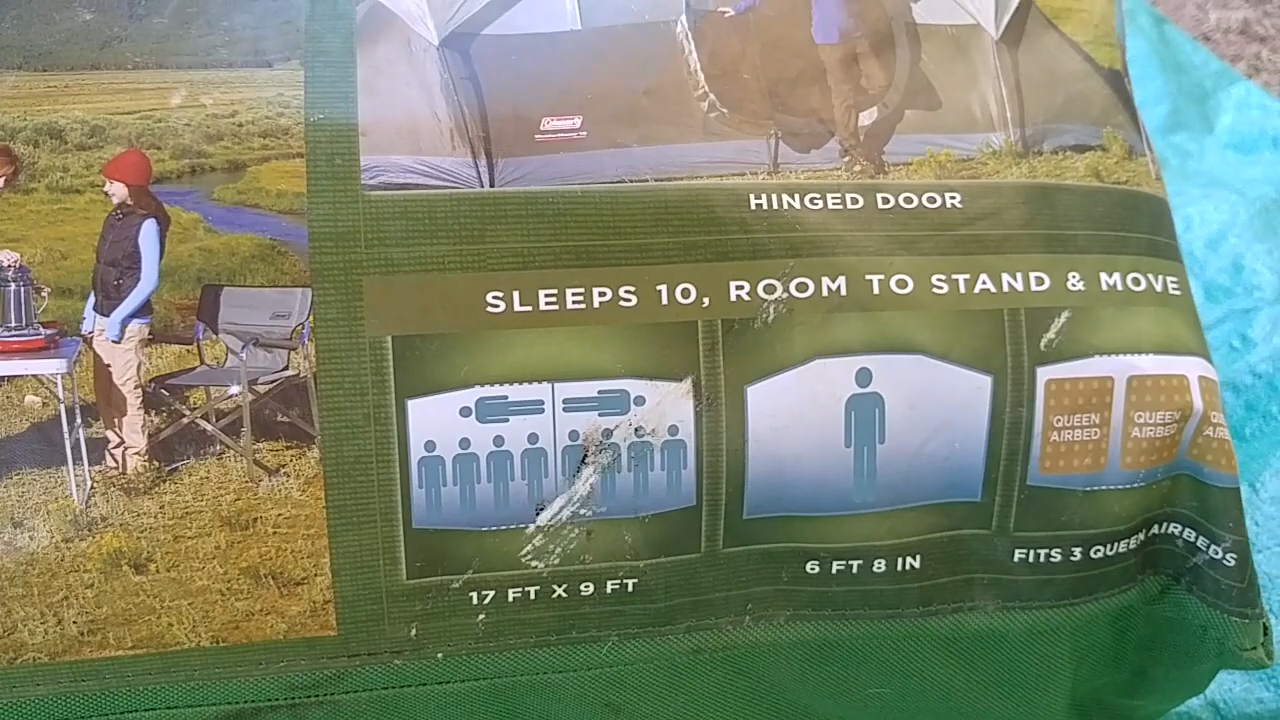 Coleman
HINGED DOOR
SLEEPS 10, ROOM TO STAND & MOVE
QUEEN
AIRBED
QUEEN
AIRBED
17 FT X 9 FT
6 FT 8 IN
FITS 3 QUEEN AIRBEDS